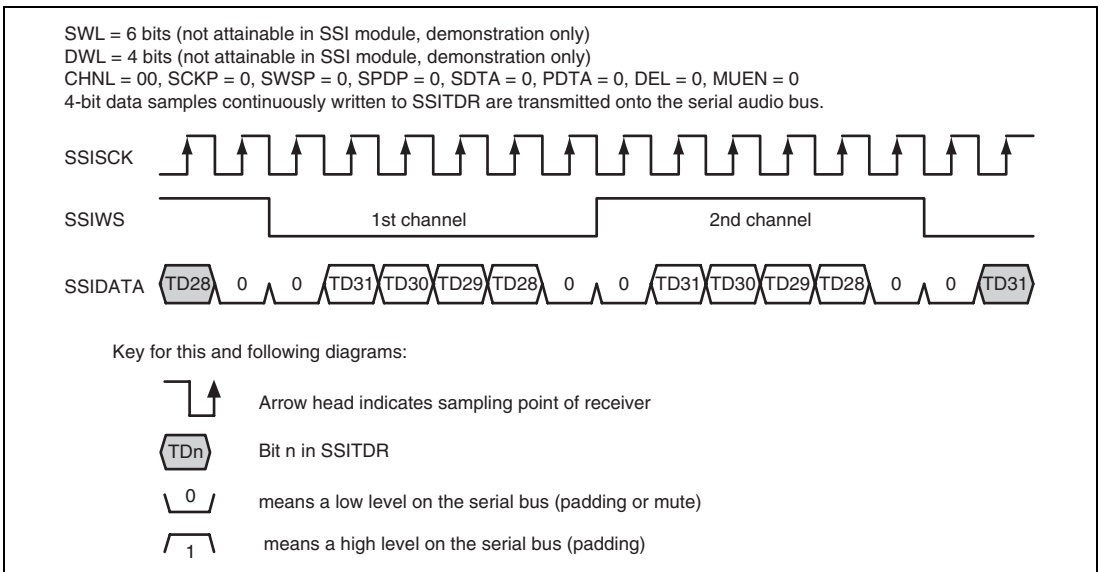 SWL = 6 bits (not attainable in SSI module, demonstration only)
DWL = 4 bits (not attainable in SSI module, demonstration only)
CHNL = 00, SCKP = 0, SWSP = 0, SPDP = 0, SDTA = 0, PDTA = 0, DEL = 0, MUEN = 0
4-bit data samples continuously written to SSITDR are transmitted onto the serial audio bus.
SSISCK
SSIWS 1st channel 2nd channel
SSIDATA TD28 0 0 TD31 TD30 TD29 TD28 0 0 TD31 TD30 TD29 TD28 0 0 TD31
Key for this and following diagrams:
Arrow head indicates sampling point of receiver
TDn Bit n in SSITDR
0 means a low level on the serial bus (padding or mute)
1 means a high level on the serial bus (padding)